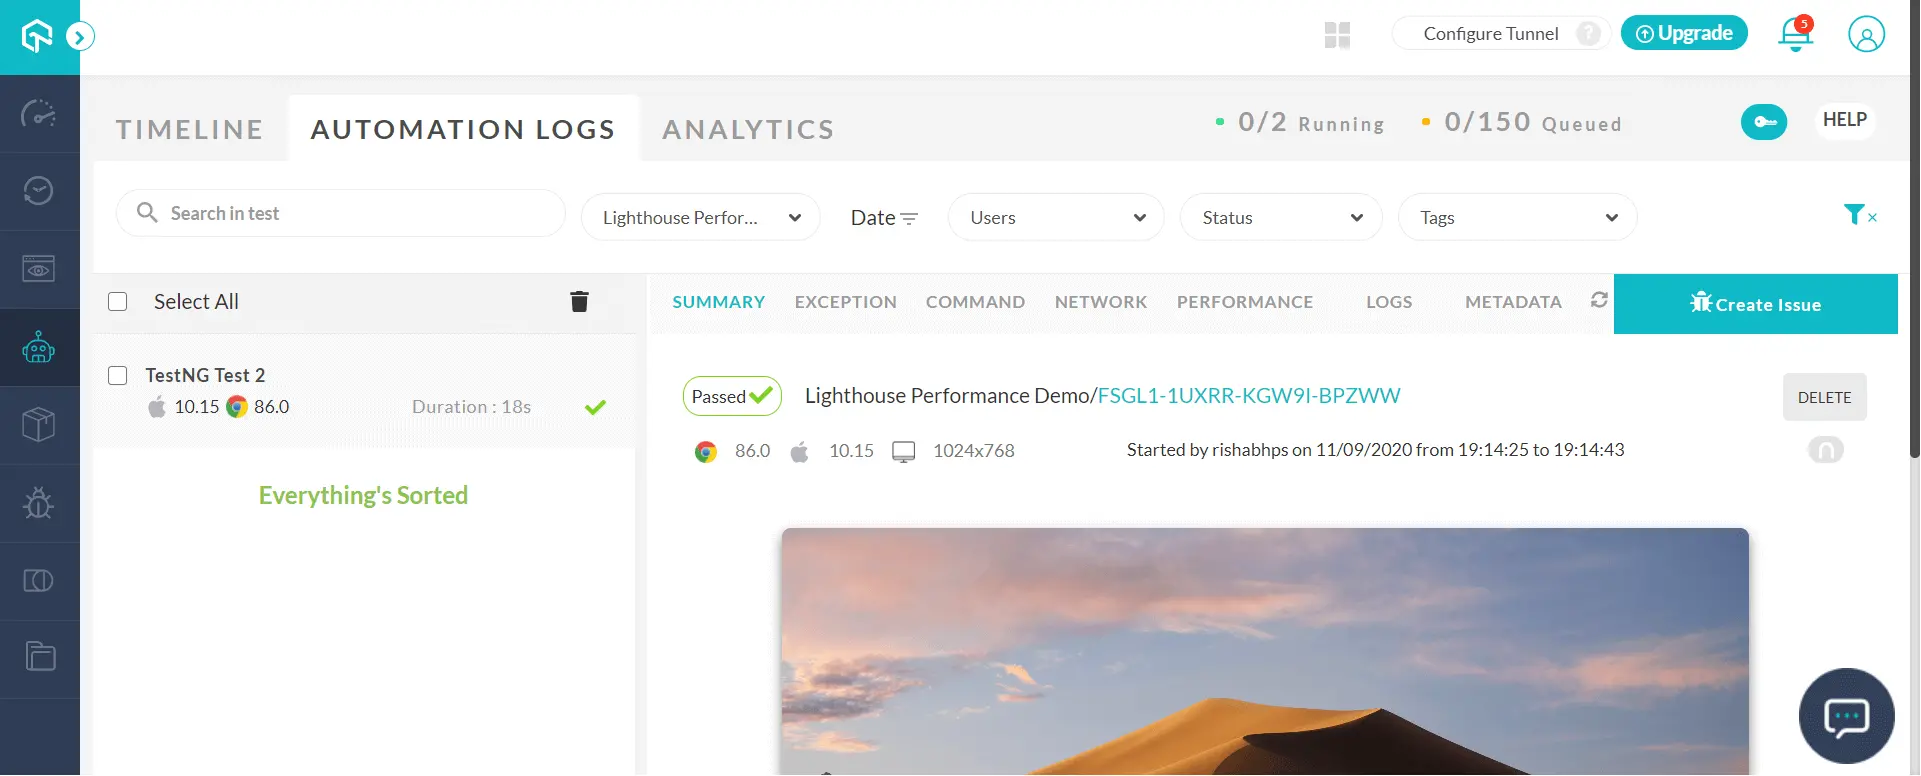 Configure Tunnel ?
Upgrade
5
TIMELINE
AUTOMATION LOGS
ANALYTICS
0/2 Running
0/150 Queued
HELP
Search in test
Lighthouse Perfor...
Date
Users
Status
Tags
Select All
SUMMARY
EXCEPTION
COMMAND
NETWORK
PERFORMANCE
LOGS
METADATA
Create Issue
TestNG Test 2
10.15 86.0 Duration : 18s
Everything's Sorted
Passed
Lighthouse Performance Demo/FSGL1-1UXRR-KGW9I-BPZWW
DELETE
86.0 10.15 1024x768
Started by rishabhps on 11/09/2020 from 19:14:25 to 19:14:43